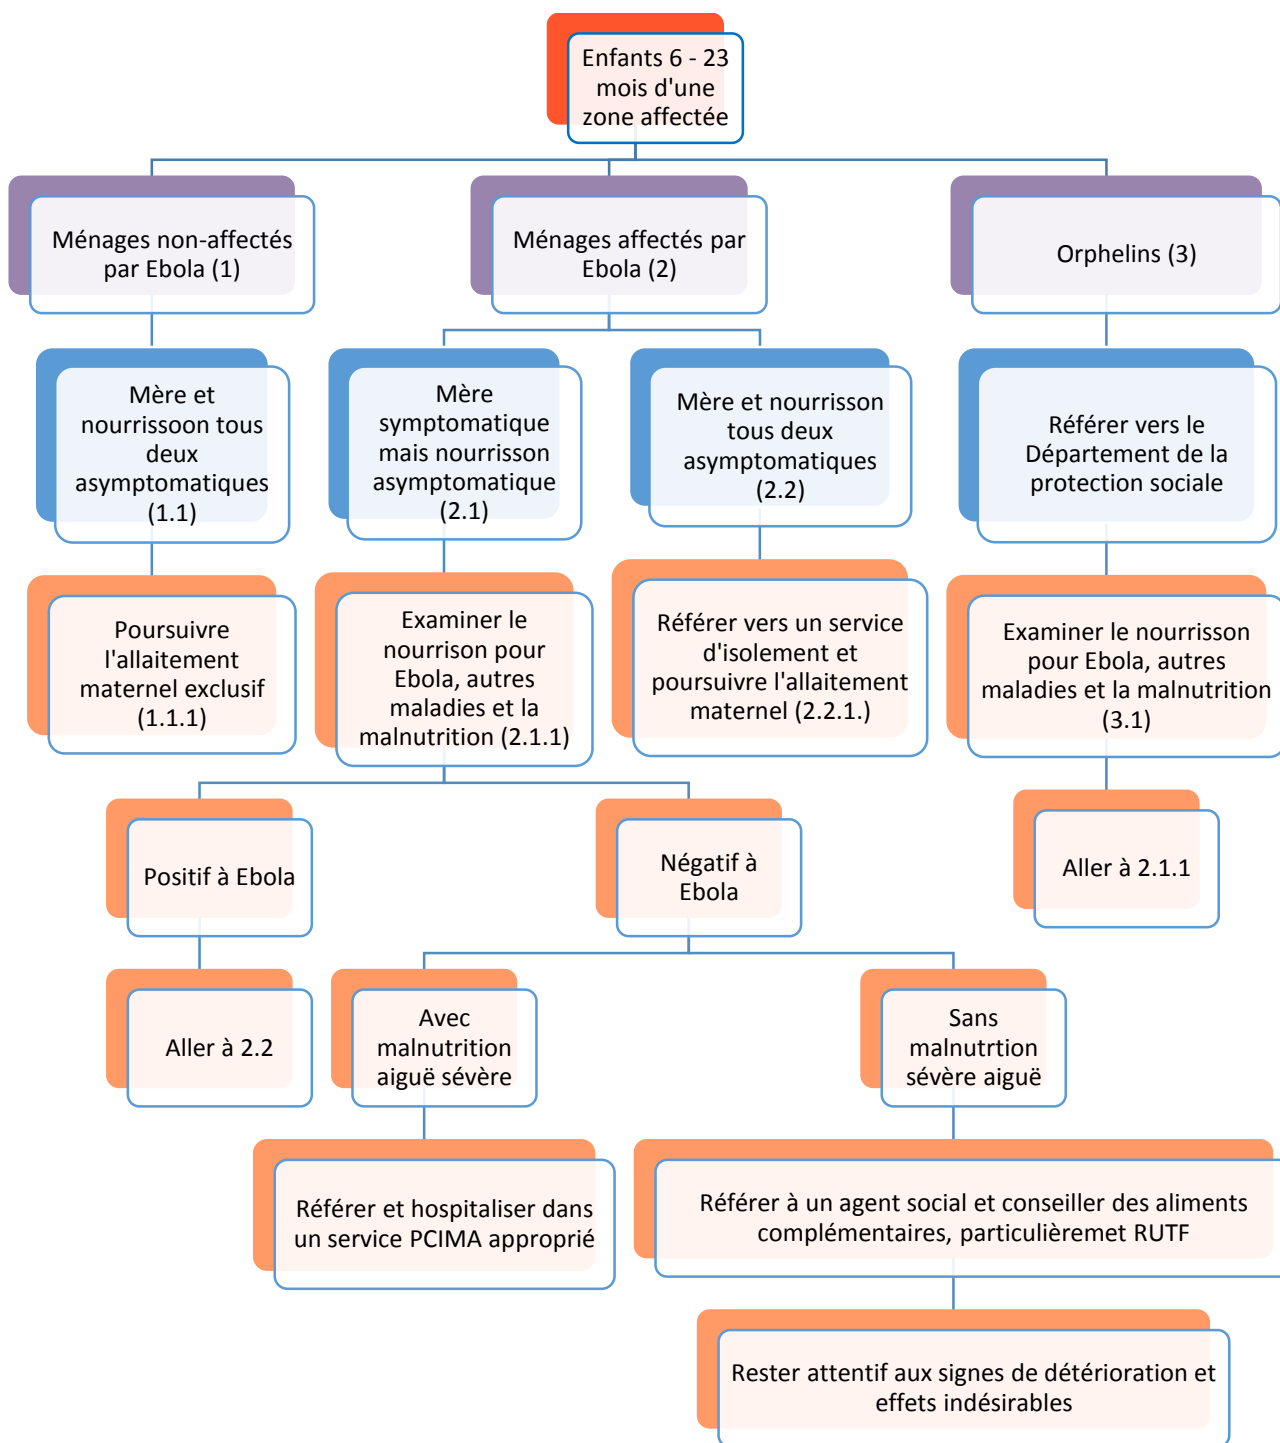 Enfants 6 - 23
mois d'une
zone affectée
Ménages non-affectés
par Ebola (1)
Ménages affectés par
Ebola (2)
Orphelins (3)
Mère et
nourrissoon tous
deux
asymptomatiques
(1.1)
Mère
symptomatique
mais nourrisson
asymptomatique
(2.1)
Mère et nourrisson
tous deux
asymptomatiques
(2.2)
Référer vers le
Département de la
protection sociale
Poursuivre
l'allaitement
maternel exclusif
(1.1.1)
Examiner le
nourrison pour
Ebola, autres
maladies et la
malnutrition (2.1.1)
Référer vers un service
d'isolement et
poursuivre l'allaitement
maternel (2.2.1.)
Examiner le nourrisson
pour Ebola, autres
maladies et la malnutrition
(3.1)
Positif à Ebola
Négatif à
Ebola
Aller à 2.1.1
Aller à 2.2
Avec
malnutrition
aiguë sévère
Sans
malnutrtion
sévère aiguë
Référer et hospitaliser dans
un service PCIMA approprié
Référer à un agent social et conseiller des aliments
complémentaires, particulièremet RUTF
Rester attentif aux signes de détérioration et
effets indésirables